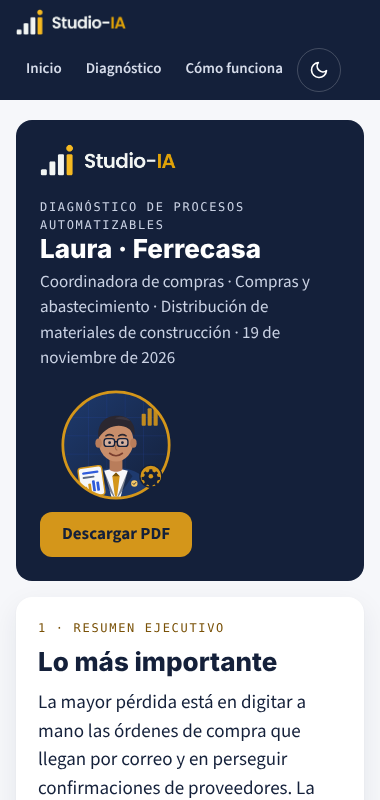 Studio-IA
Inicio Diagnóstico Cómo funciona
Studio-IA
DIAGNÓSTICO DE PROCESOS
AUTOMATIZABLES
Laura · Ferrecasa
Coordinadora de compras · Compras y
abastecimiento · Distribución de
materiales de construcción · 19 de
noviembre de 2026
Descargar PDF
1 · RESUMEN EJECUTIVO
Lo más importante
La mayor pérdida está en digitar a
mano las órdenes de compra que
llegan por correo y en perseguir
confirmaciones de proveedores. La